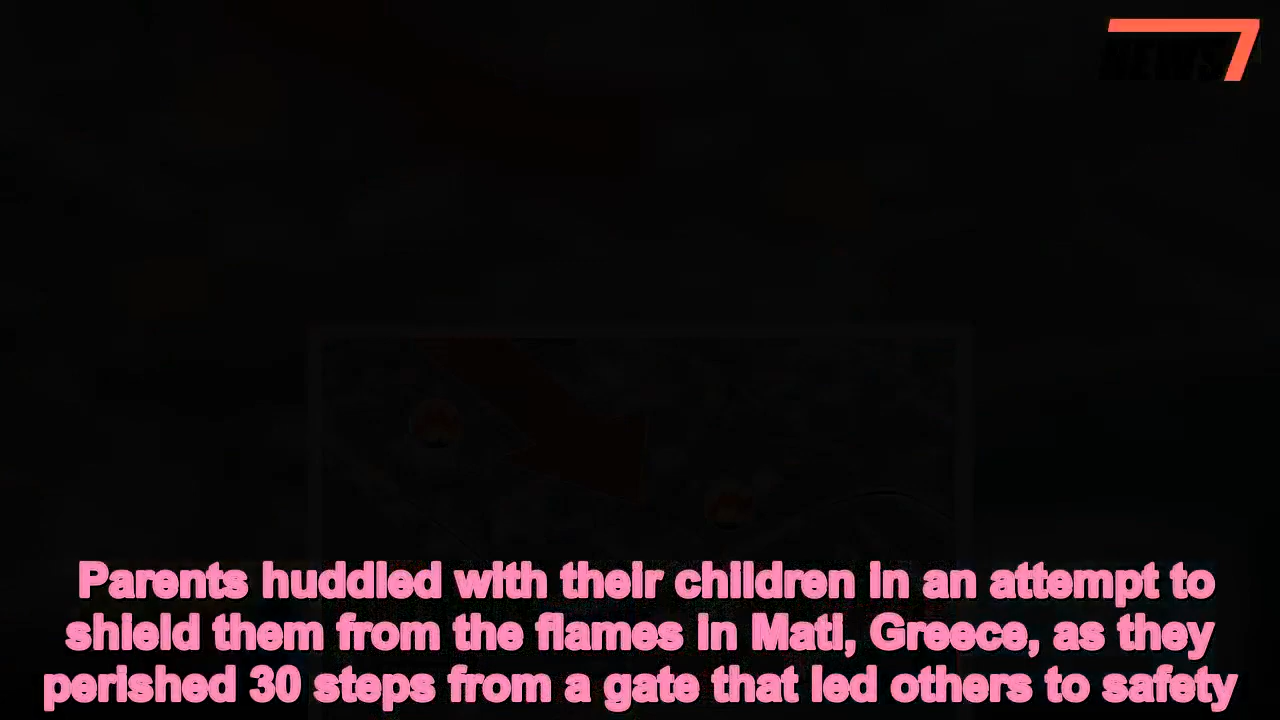 NEWS7
Parents huddled with their children in an attempt to
shield them from the flames in Mati, Greece, as they
perished 30 steps from a gate that led others to safety